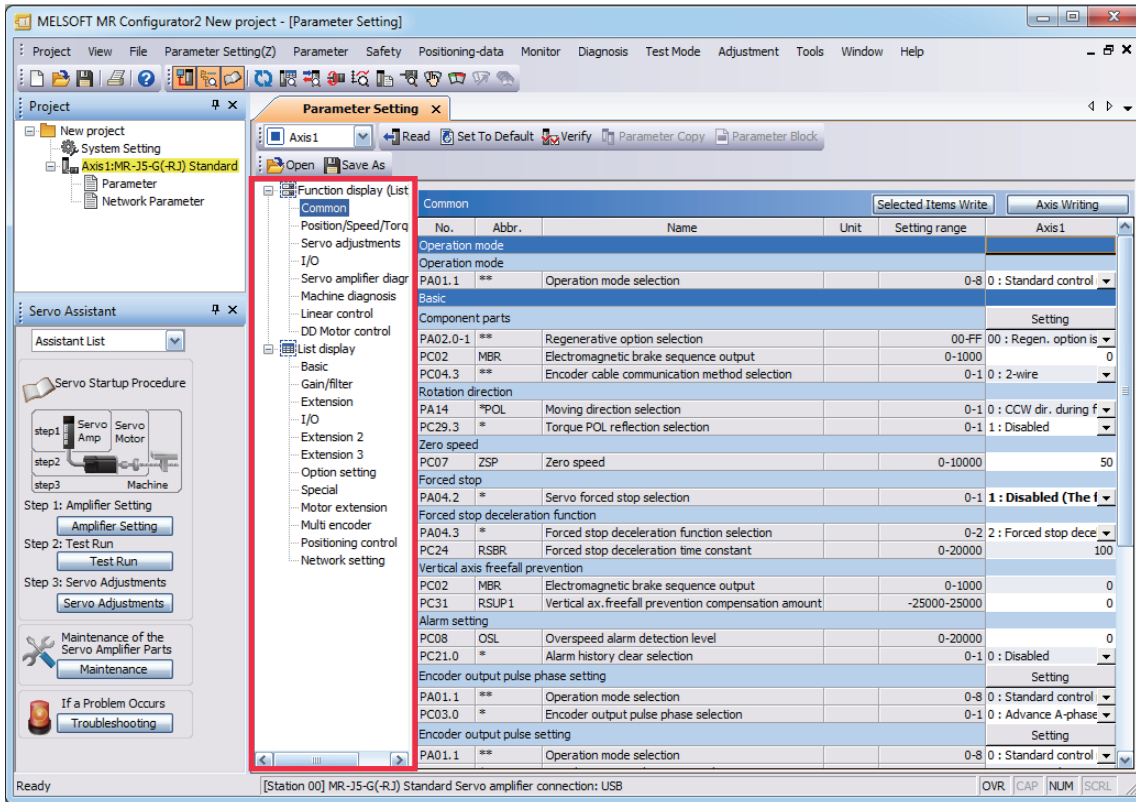 MELSOFT MR Configurator2 New project - [Parameter Setting]
Project View File Parameter Setting(Z) Parameter Safety Positioning-data Monitor Diagnosis Test Mode Adjustment Tools Window Help
Project
New project
System Setting
Axis1:MR-J5-G(-RJ) Standard
Parameter
Network Parameter
Servo Assistant
Assistant List
Servo Startup Procedure
step1 Servo Amp Servo Motor
step2
step3 Machine
Step 1: Amplifier Setting
Amplifier Setting
Step 2: Test Run
Test Run
Step 3: Servo Adjustments
Servo Adjustments
Maintenance of the
Servo Amplifier Parts
Maintenance
If a Problem Occurs
Troubleshooting
Parameter Setting
Axis1 Read Set To Default Verify Parameter Copy Parameter Block
Open Save As
Function display (List
Common
Position/Speed/Torq
Servo adjustments
I/O
Servo amplifier diagr
Machine diagnosis
Linear control
DD Motor control
List display
Basic
Gain/filter
Extension
I/O
Extension 2
Extension 3
Option setting
Special
Motor extension
Multi encoder
Positioning control
Network setting
Common Selected Items Write Axis Writing
No. Abbr. Name Unit Setting range Axis1
Operation mode
Operation mode
PA01.1 ** Operation mode selection 0-8 0 : Standard control
Basic
Component parts Setting
PA02.0-1 ** Regenerative option selection 00-FF 00 : Regen. option is
PC02 MBR Electromagnetic brake sequence output 0-1000 0
PC04.3 ** Encoder cable communication method selection 0-1 0 : 2-wire
Rotation direction
PA14 *POL Moving direction selection 0-1 0 : CCW dir. during f
PC29.3 * Torque POL reflection selection 0-1 1 : Disabled
Zero speed
PC07 ZSP Zero speed 0-10000 50
Forced stop
PA04.2 * Servo forced stop selection 0-1 1 : Disabled (The f
Forced stop deceleration function
PA04.3 * Forced stop deceleration function selection 0-2 2 : Forced stop dece
PC24 RSBR Forced stop deceleration time constant 0-20000 100
Vertical axis freefall prevention
PC02 MBR Electromagnetic brake sequence output 0-1000 0
PC31 RSUP1 Vertical ax.freefall prevention compensation amount -25000-25000 0
Alarm setting
PC08 OSL Overspeed alarm detection level 0-20000 0
PC21.0 * Alarm history clear selection 0-1 0 : Disabled
Encoder output pulse phase setting Setting
PA01.1 ** Operation mode selection 0-8 0 : Standard control
PC03.0 * Encoder output pulse phase selection 0-1 0 : Advance A-phase
Encoder output pulse setting Setting
PA01.1 ** Operation mode selection 0-8 0 : Standard control
Ready [Station 00] MR-J5-G(-RJ) Standard Servo amplifier connection: USB OVR CAP NUM SCRL